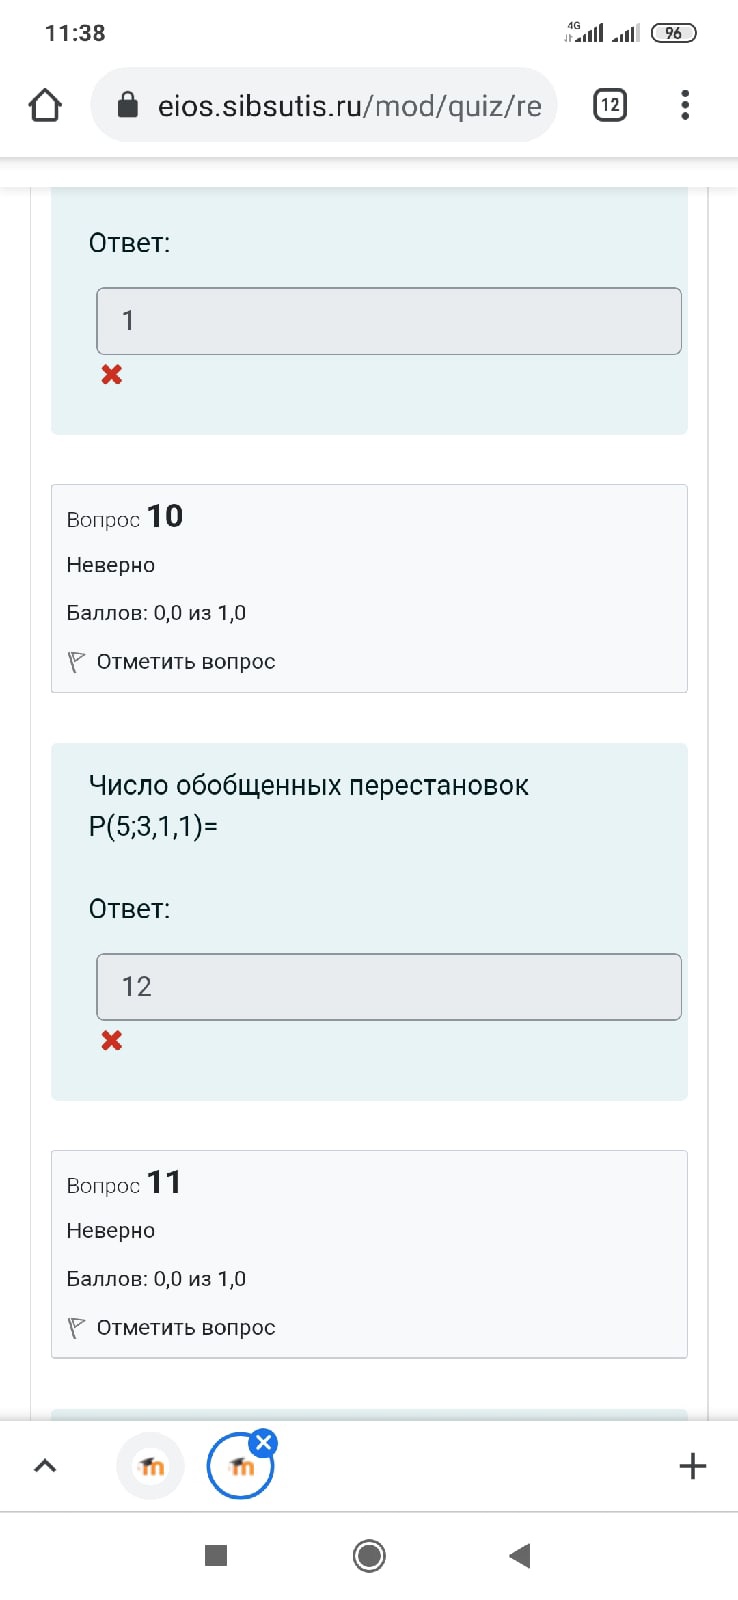 11:38
4G
96
eios.sibsutis.ru/mod/quiz/re
12
Ответ:
1
Вопрос 10
Неверно
Баллов: 0,0 из 1,0
Отметить вопрос
Число обобщенных перестановок
P(5;3,1,1)=
Ответ:
12
Вопрос 11
Неверно
Баллов: 0,0 из 1,0
Отметить вопрос